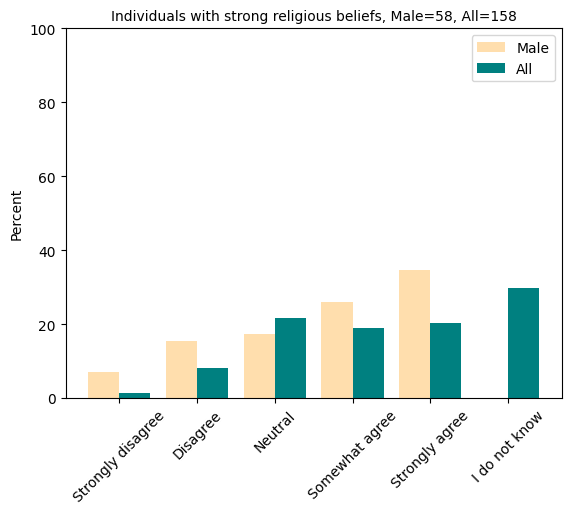 Individuals with strong religious beliefs, Male=58, All=158
Male
All
Percent
100
80
60
40
20
0
Strongly disagree
Disagree
Neutral
Somewhat agree
Strongly agree
I do not know